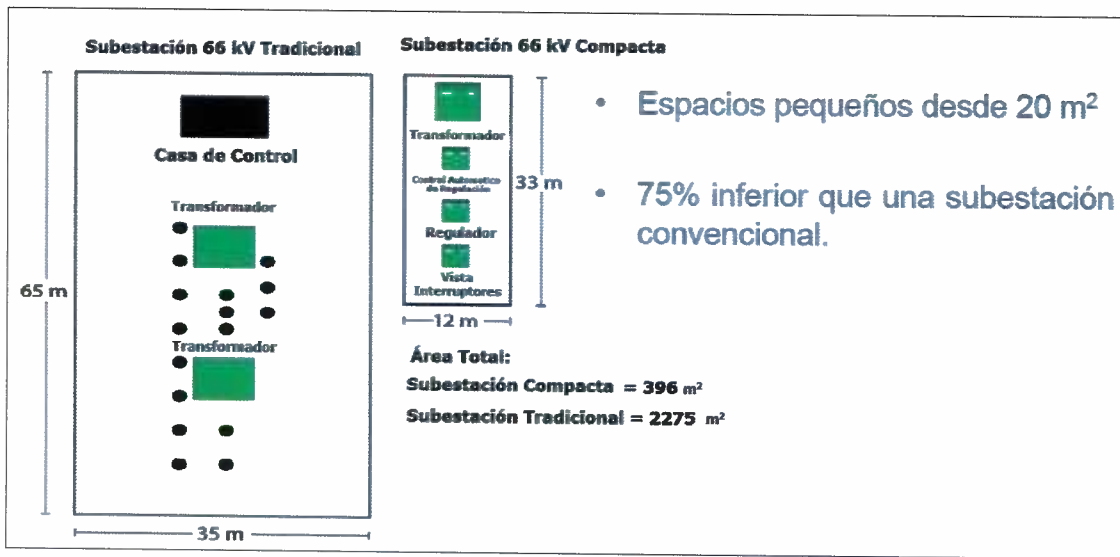 Subestación 66 kV Tradicional
Casa de Control
Transformador
Transformador
65 m
35 m
Subestación 66 kV Compacta
Transformador
Control Automatico
de Regulación
Regulador
Vista
Interruptores
33 m
12 m
Área Total:
Subestación Compacta = 396 m²
Subestación Tradicional = 2275 m²
• Espacios pequeños desde 20 m²
• 75% inferior que una subestación
convencional.